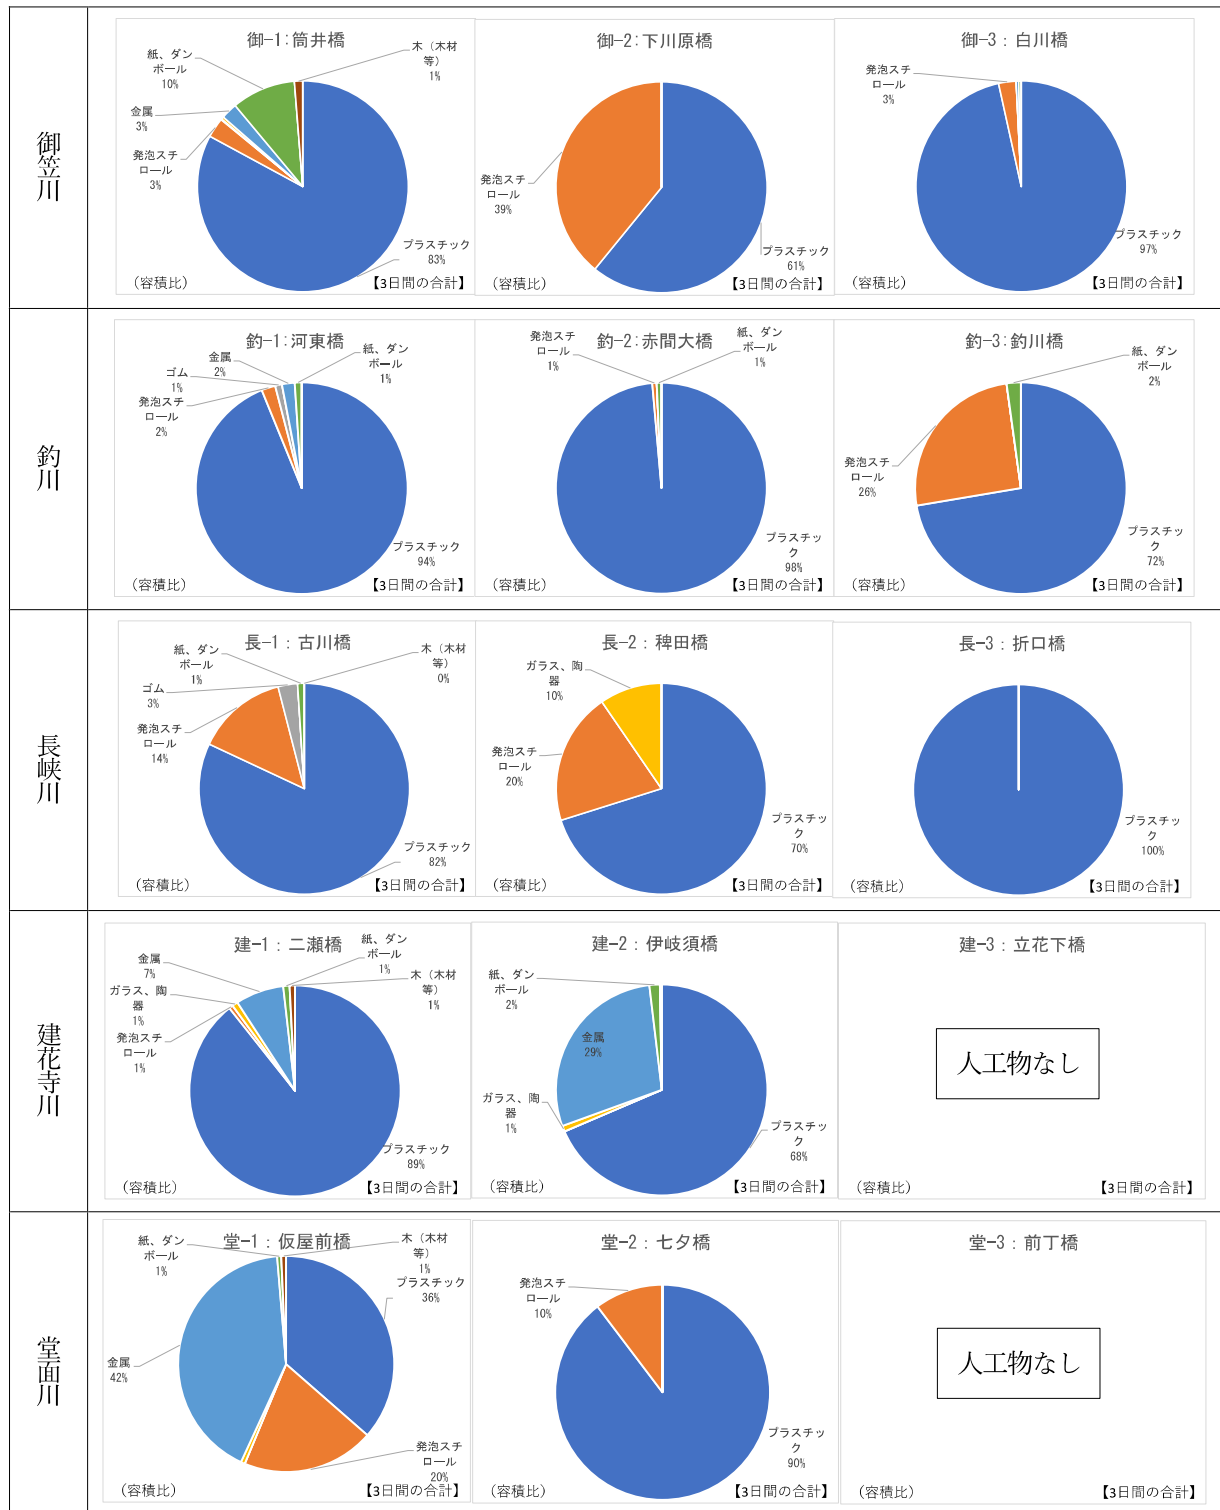 御笠川
御-1:筒井橋
紙、ダン
ボール
10%
木（木材
等）
1%
金属
3%
発泡スチ
ロール
3%
プラスチック
83%
（容積比）
【3日間の合計】
御-2:下川原橋
発泡スチ
ロール
39%
プラスチック
61%
（容積比）
【3日間の合計】
御-3：白川橋
発泡スチ
ロール
3%
プラスチック
97%
（容積比）
【3日間の合計】
釣川
釣-1:河東橋
金属
2%
紙、ダン
ボール
1%
ゴム
1%
発泡スチ
ロール
2%
プラスチック
94%
（容積比）
【3日間の合計】
釣-2:赤間大橋
発泡スチ
ロール
1%
紙、ダン
ボール
1%
プラスチッ
ク
98%
（容積比）
【3日間の合計】
釣-3:釣川橋
紙、ダン
ボール
2%
発泡スチ
ロール
26%
プラスチッ
ク
72%
（容積比）
【3日間の合計】
長峡川
長-1：古川橋
紙、ダン
ボール
1%
木（木材
等）
0%
ゴム
3%
発泡スチ
ロール
14%
プラスチック
82%
（容積比）
【3日間の合計】
長-2：稗田橋
ガラス、陶
器
10%
発泡スチ
ロール
20%
プラスチッ
ク
70%
（容積比）
【3日間の合計】
長-3：折口橋
プラスチッ
ク
100%
（容積比）
【3日間の合計】
建花寺川
建-1：二瀬橋
金属
7%
紙、ダン
ボール
1%
木（木材
等）
1%
ガラス、陶
器
1%
発泡スチ
ロール
1%
プラスチック
89%
（容積比）
【3日間の合計】
建-2：伊岐須橋
紙、ダン
ボール
2%
金属
29%
ガラス、陶
器
1%
プラスチッ
ク
68%
（容積比）
【3日間の合計】
建-3：立花下橋
人工物なし
（容積比）
【3日間の合計】
堂面川
堂-1：仮屋前橋
紙、ダン
ボール
1%
木（木材
等）
1%
プラスチック
36%
金属
42%
発泡スチ
ロール
20%
（容積比）
【3日間の合計】
堂-2：七夕橋
発泡スチ
ロール
10%
プラスチッ
ク
90%
（容積比）
【3日間の合計】
堂-3：前丁橋
人工物なし
（容積比）
【3日間の合計】